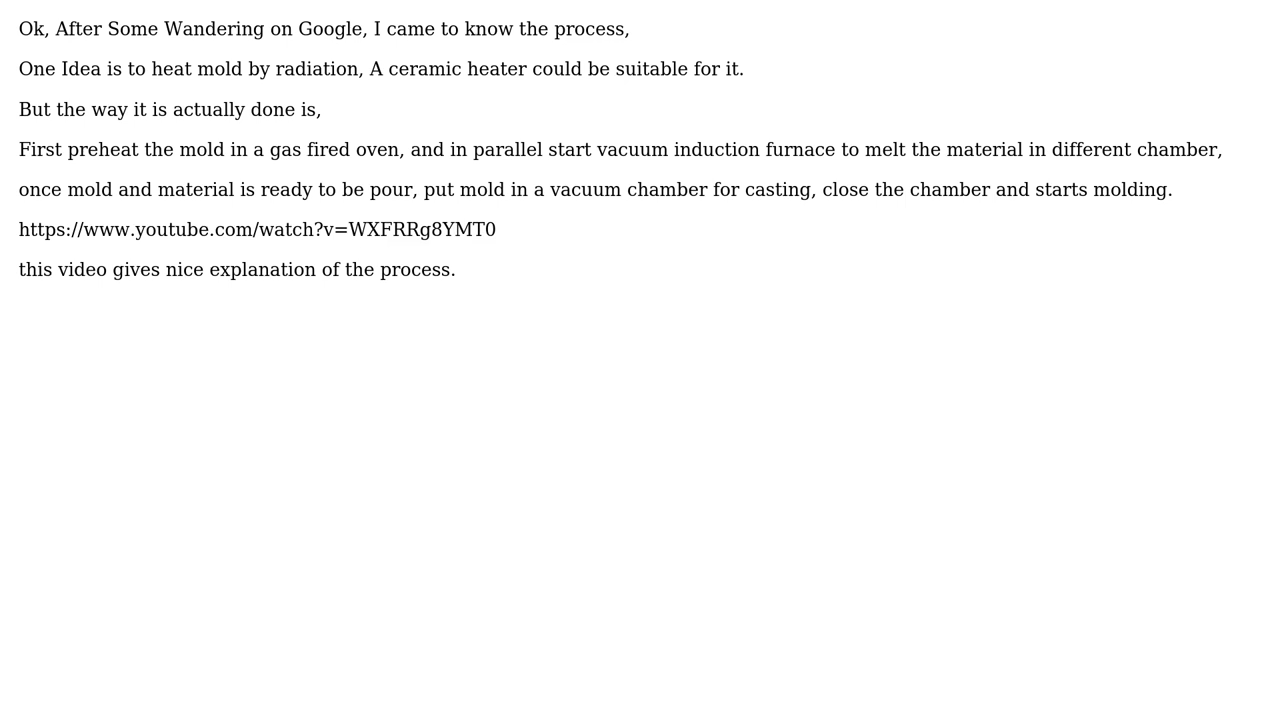 Ok, After Some Wandering on Google, I came to know the process,
One Idea is to heat mold by radiation, A ceramic heater could be suitable for it.
But the way it is actually done is,
First preheat the mold in a gas fired oven, and in parallel start vacuum induction furnace to melt the material in different chamber,
once mold and material is ready to be pour, put mold in a vacuum chamber for casting, close the chamber and starts molding.
https://www.youtube.com/watch?v=WXFRRg8YMT0
this video gives nice explanation of the process.